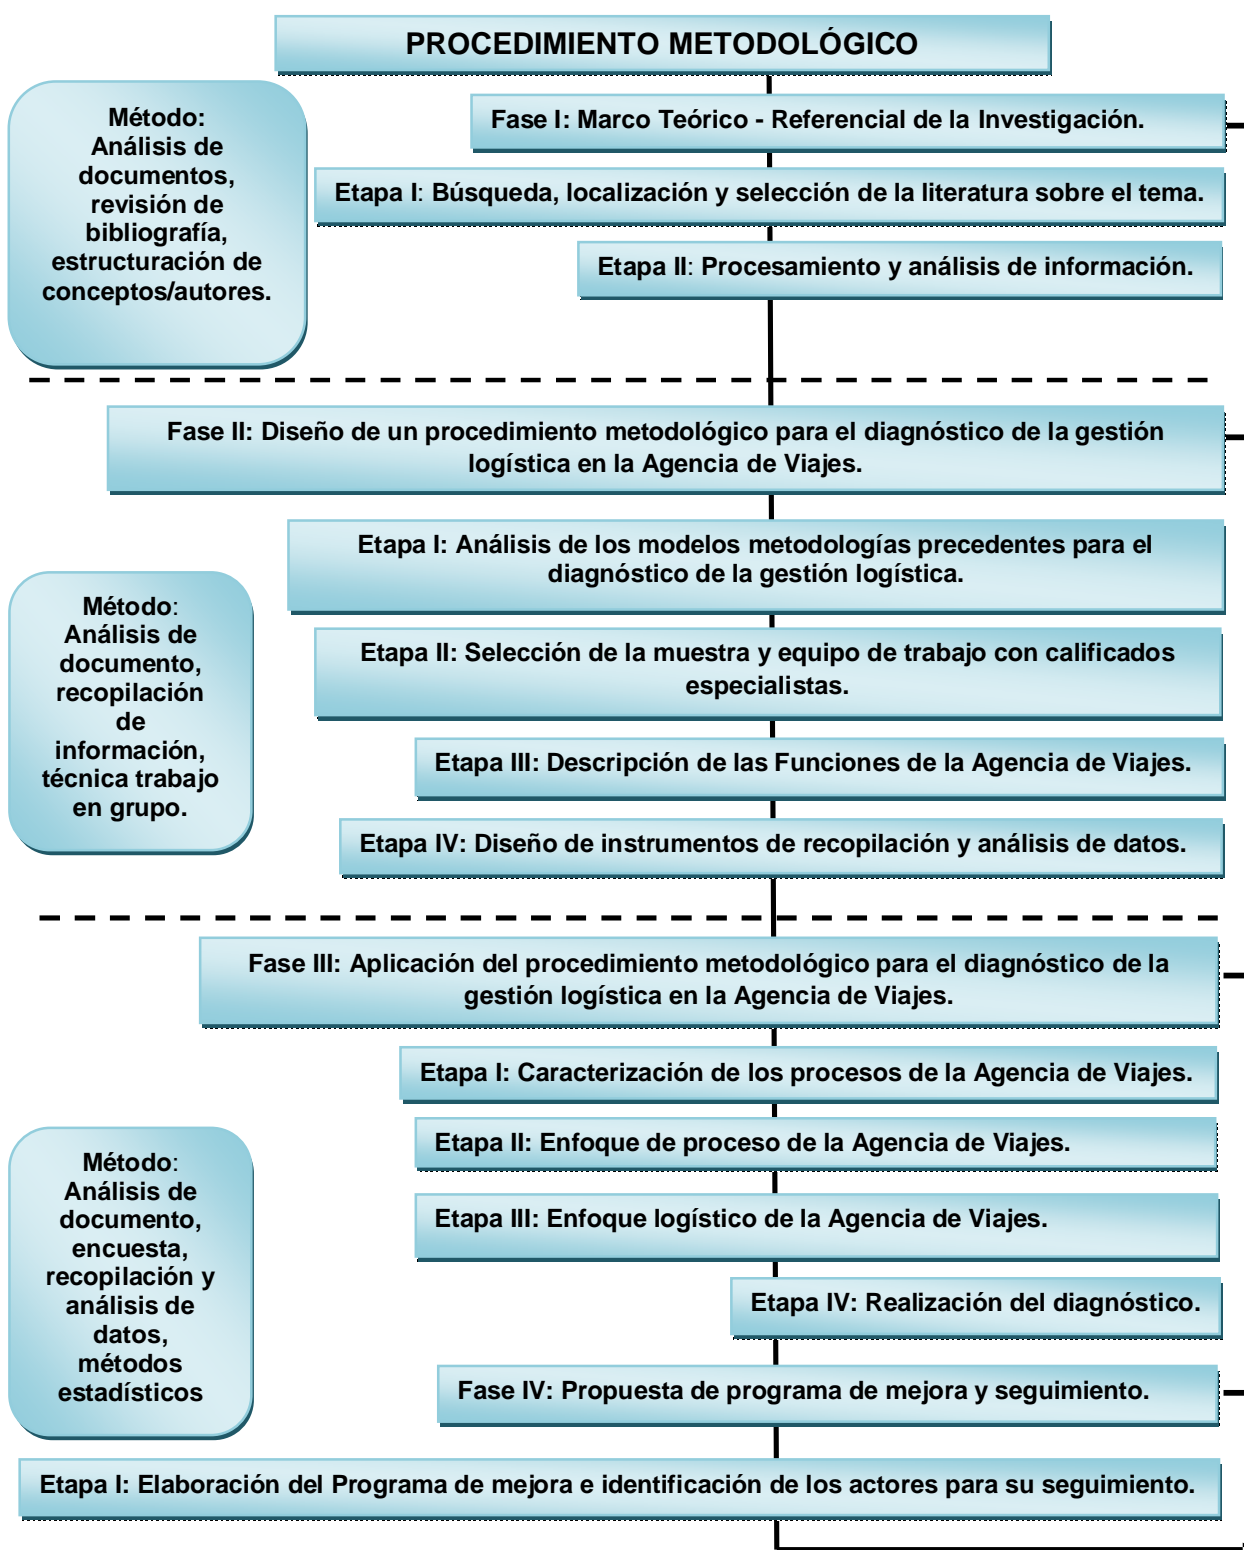 PROCEDIMIENTO METODOLÓGICO
Método:
Análisis de
documentos,
revisión de
bibliografía,
estructuración de
conceptos/autores.
Fase I: Marco Teórico - Referencial de la Investigación.
Etapa I: Búsqueda, localización y selección de la literatura sobre el tema.
Etapa II: Procesamiento y análisis de información.
Fase II: Diseño de un procedimiento metodológico para el diagnóstico de la gestión
logística en la Agencia de Viajes.
Etapa I: Análisis de los modelos metodologías precedentes para el
diagnóstico de la gestión logística.
Método:
Análisis de
documento,
recopilación
de
información,
técnica trabajo
en grupo.
Etapa II: Selección de la muestra y equipo de trabajo con calificados
especialistas.
Etapa III: Descripción de las Funciones de la Agencia de Viajes.
Etapa IV: Diseño de instrumentos de recopilación y análisis de datos.
Fase III: Aplicación del procedimiento metodológico para el diagnóstico de la
gestión logística en la Agencia de Viajes.
Etapa I: Caracterización de los procesos de la Agencia de Viajes.
Etapa II: Enfoque de proceso de la Agencia de Viajes.
Método:
Análisis de
documento,
encuesta,
recopilación y
análisis de
datos,
métodos
estadísticos
Etapa III: Enfoque logístico de la Agencia de Viajes.
Etapa IV: Realización del diagnóstico.
Fase IV: Propuesta de programa de mejora y seguimiento.
Etapa I: Elaboración del Programa de mejora e identificación de los actores para su seguimiento.